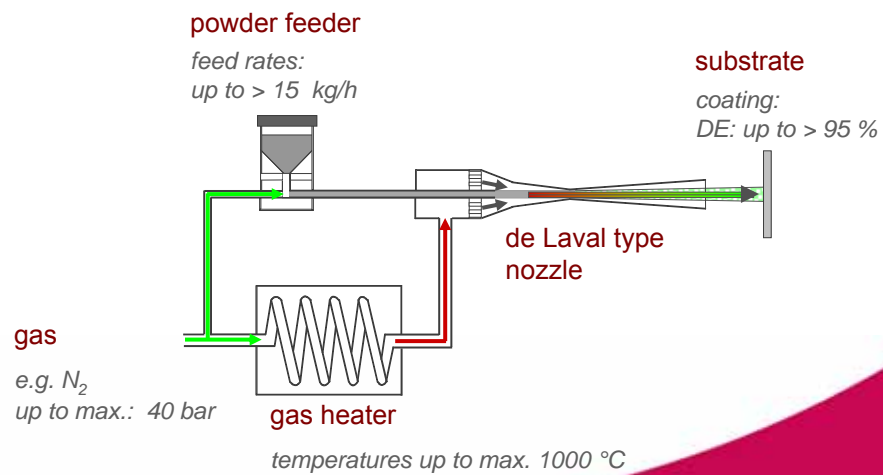 powder feeder
feed rates:
up to > 15 kg/h
substrate
coating:
DE: up to > 95 %
de Laval type
nozzle
gas
e.g. N₂
up to max.: 40 bar
gas heater
temperatures up to max. 1000 °C